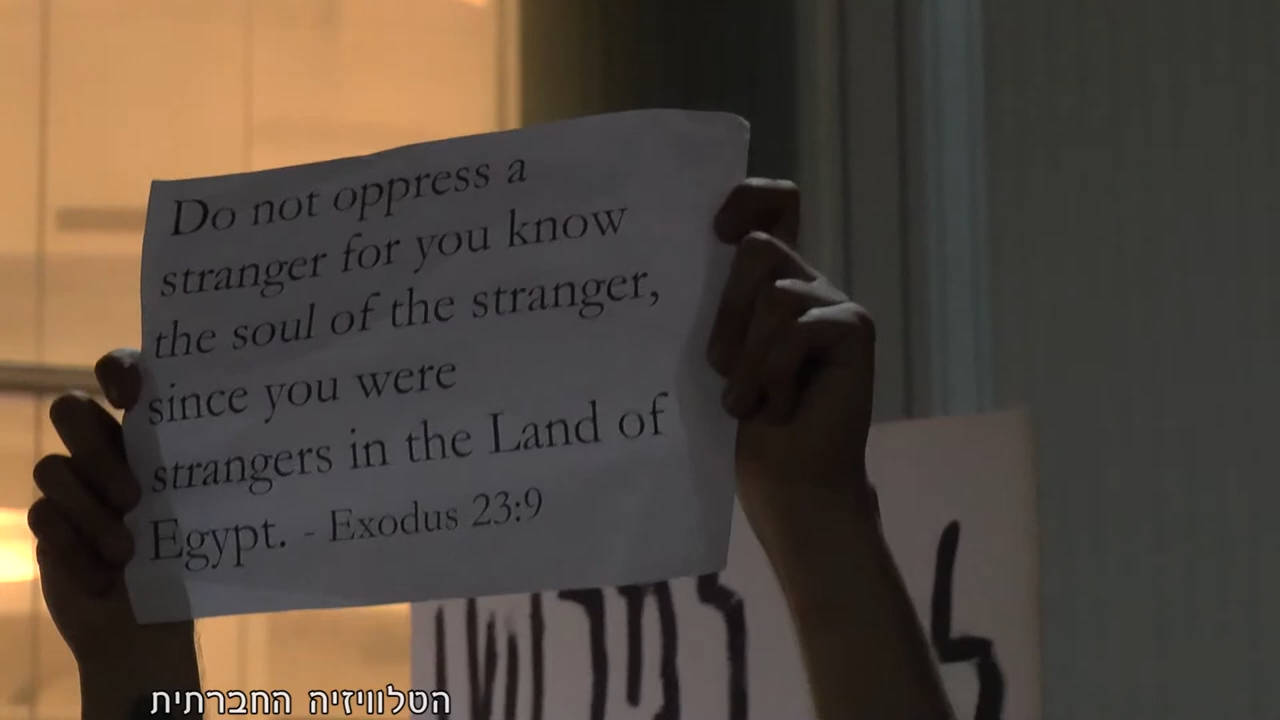 Do not oppress a
stranger for you know
the soul of the stranger,
since you were
strangers in the Land of
Egypt. - Exodus 23:9
הטלוויזיה החברתית